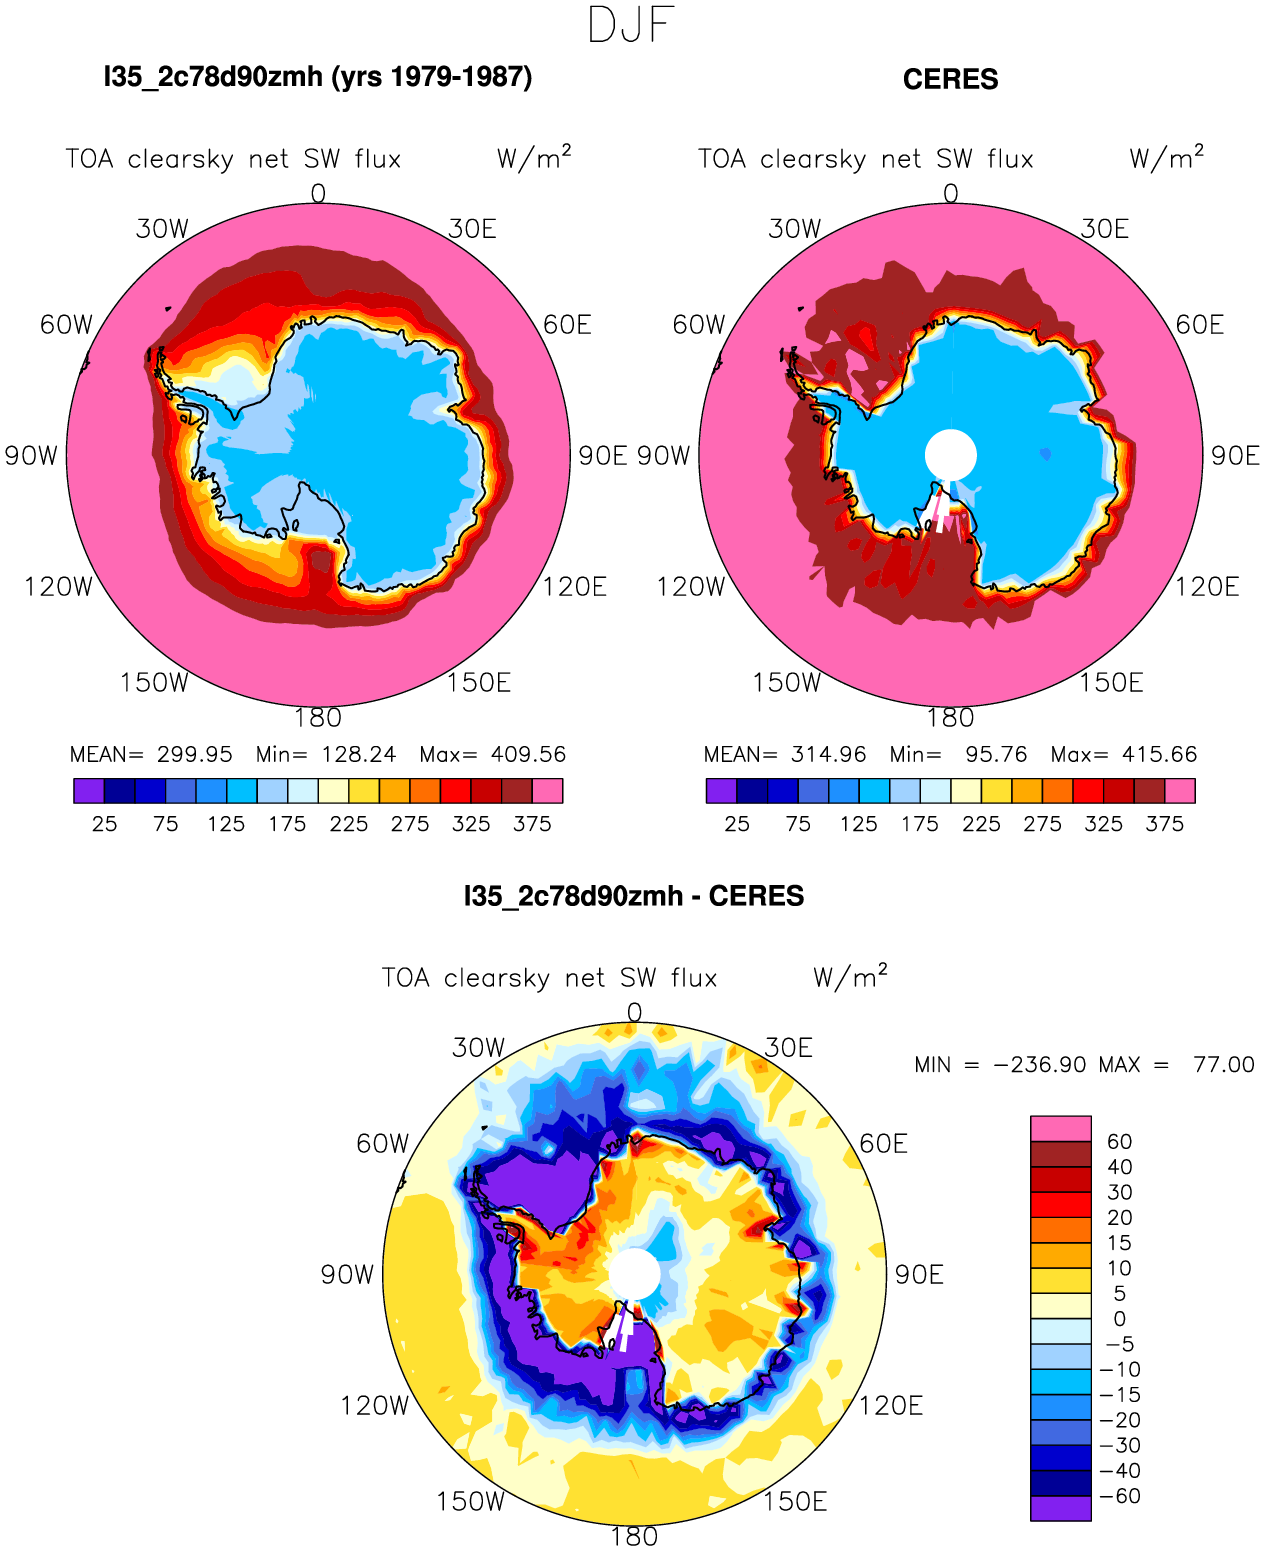 DJF
l35_2c78d90zmh (yrs 1979-1987)
CERES
TOA clearsky net SW flux W/m2
TOA clearsky net SW flux W/m2
0
0
30W 30E
30W 30E
60W 60E
60W 60E
90W 90E
90W 90E
120W 120E
120W 120E
150W 150E
150W 150E
180
180
MEAN= 299.95 Min= 128.24 Max= 409.56
MEAN= 314.96 Min= 95.76 Max= 415.66
25 75 125 175 225 275 325 375
25 75 125 175 225 275 325 375
l35_2c78d90zmh - CERES
TOA clearsky net SW flux W/m2
0
30W 30E
MIN = -236.90 MAX = 77.00
60W 60E
90W 90E
120W 120E
150W 150E
180
60
40
30
20
15
10
5
0
-5
-10
-15
-20
-30
-40
-60